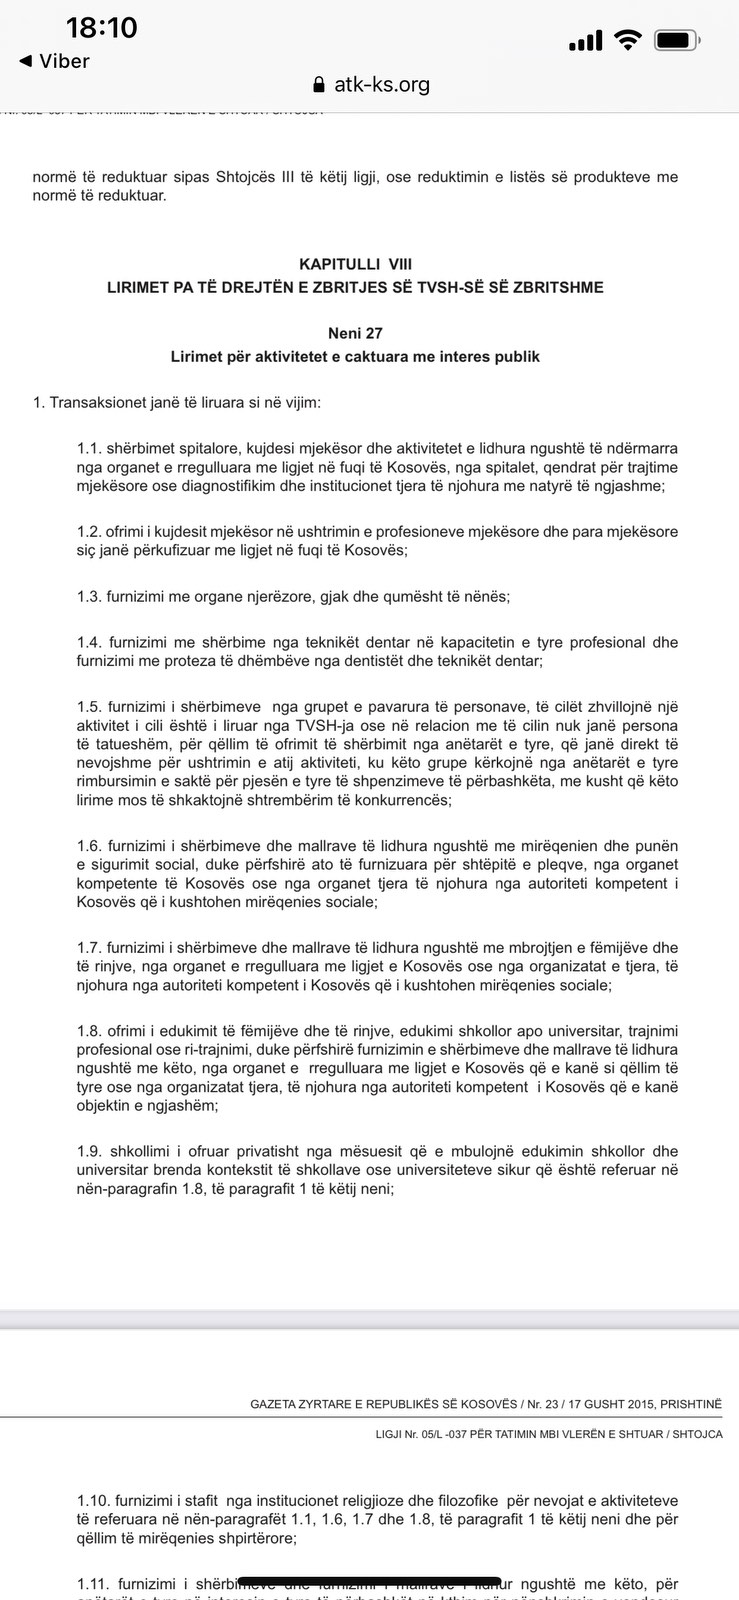 18:10
◄ Viber
atk-ks.org
normë të reduktuar sipas Shtojcës III të këtij ligji, ose reduktimin e listës së produkteve me
normë të reduktuar.
KAPITULLI VIII
LIRIMET PA TË DREJTËN E ZBRITJES SË TVSH-SË SË ZBRITSHME
Neni 27
Lirimet për aktivitetet e caktuara me interes publik
1. Transaksionet janë të liruara si në vijim:
1.1. shërbimet spitalore, kujdesi mjekësor dhe aktivitetet e lidhura ngushtë të ndërmarra
nga organet e rregulluara me ligjet në fuqi të Kosovës, nga spitalet, qendrat për trajtime
mjekësore ose diagnostifikim dhe institucionet tjera të njohura me natyrë të ngjashme;
1.2. ofrimi i kujdesit mjekësor në ushtrimin e profesioneve mjekësore dhe para mjekësore
siç janë përkufizuar me ligjet në fuqi të Kosovës;
1.3. furnizimi me organe njerëzore, gjak dhe qumësht të nënës;
1.4. furnizimi me shërbime nga teknikët dentar në kapacitetin e tyre profesional dhe
furnizimi me proteza të dhëmbëve nga dentistët dhe teknikët dentar;
1.5. furnizimi i shërbimeve nga grupet e pavarura të personave, të cilët zhvillojnë një
aktivitet i cili është i liruar nga TVSH-ja ose në relacion me të cilin nuk janë persona
të tatueshëm, për qëllim të ofrimit të shërbimit nga anëtarët e tyre, që janë direkt të
nevojshme për ushtrimin e atij aktiviteti, ku këto grupe kërkojnë nga anëtarët e tyre
rimbursimin e saktë për pjesën e tyre të shpenzimeve të përbashkëta, me kusht që këto
lirime mos të shkaktojnë shtrembërim të konkurrencës;
1.6. furnizimi i shërbimeve dhe mallrave të lidhura ngushtë me mirëqenien dhe punën
e sigurimit social, duke përfshirë ato të furnizuara për shtëpitë e pleqve, nga organet
kompetente të Kosovës ose nga organet tjera të njohura nga autoriteti kompetent i
Kosovës që i kushtohen mirëqenies sociale;
1.7. furnizimi i shërbimeve dhe mallrave të lidhura ngushtë me mbrojtjen e fëmijëve dhe
të rinjve, nga organet e rregulluara me ligjet e Kosovës ose nga organizatat e tjera, të
njohura nga autoriteti kompetent i Kosovës që i kushtohen mirëqenies sociale;
1.8. ofrimi i edukimit të fëmijëve dhe të rinjve, edukimi shkollor apo universitar, trajnimi
profesional ose ri-trajnimi, duke përfshirë furnizimin e shërbimeve dhe mallrave të lidhura
ngushtë me këto, nga organet e rregulluara me ligjet e Kosovës që e kanë si qëllim të
tyre ose nga organizatat tjera, të njohura nga autoriteti kompetent i Kosovës që e kanë
objektin e ngjashëm;
1.9. shkollimi i ofruar privatisht nga mësuesit që e mbulojnë edukimin shkollor dhe
universitar brenda kontekstit të shkollave ose universiteteve sikur që është referuar në
nën-paragrafin 1.8, të paragrafit 1 të këtij neni;
GAZETA ZYRTARE E REPUBLIKËS SË KOSOVËS / Nr. 23 / 17 GUSHT 2015, PRISHTINË
LIGJI Nr. 05/L -037 PËR TATIMIN MBI VLERËN E SHTUAR / SHTOJCA
1.10. furnizimi i stafit nga institucionet religjioze dhe filozofike për nevojat e aktiviteteve
të referuara në nën-paragrafët 1.1, 1.6, 1.7 dhe 1.8, të paragrafit 1 të këtij neni dhe për
qëllim të mirëqenies shpirtërore;
1.11. furnizimi i ngushtë me këto, për